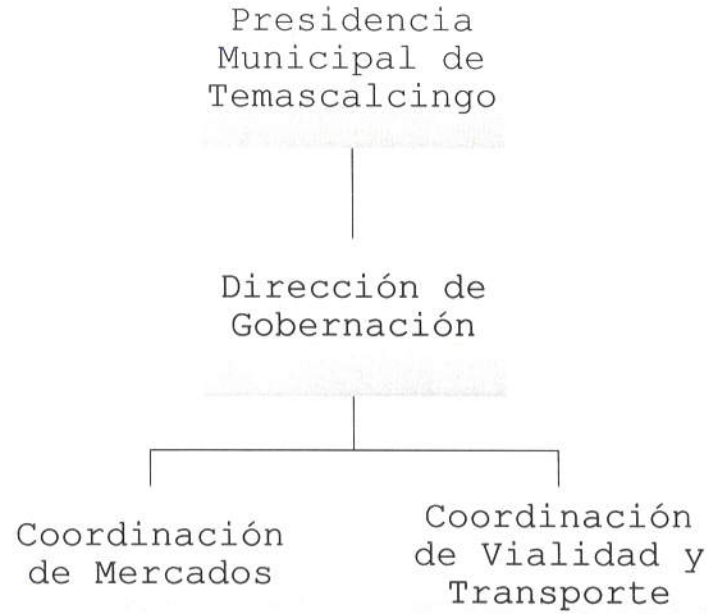 Presidencia
Municipal de
Temascalcingo
Dirección de
Gobernación
Coordinación
de Mercados
Coordinación
de Vialidad y
Transporte